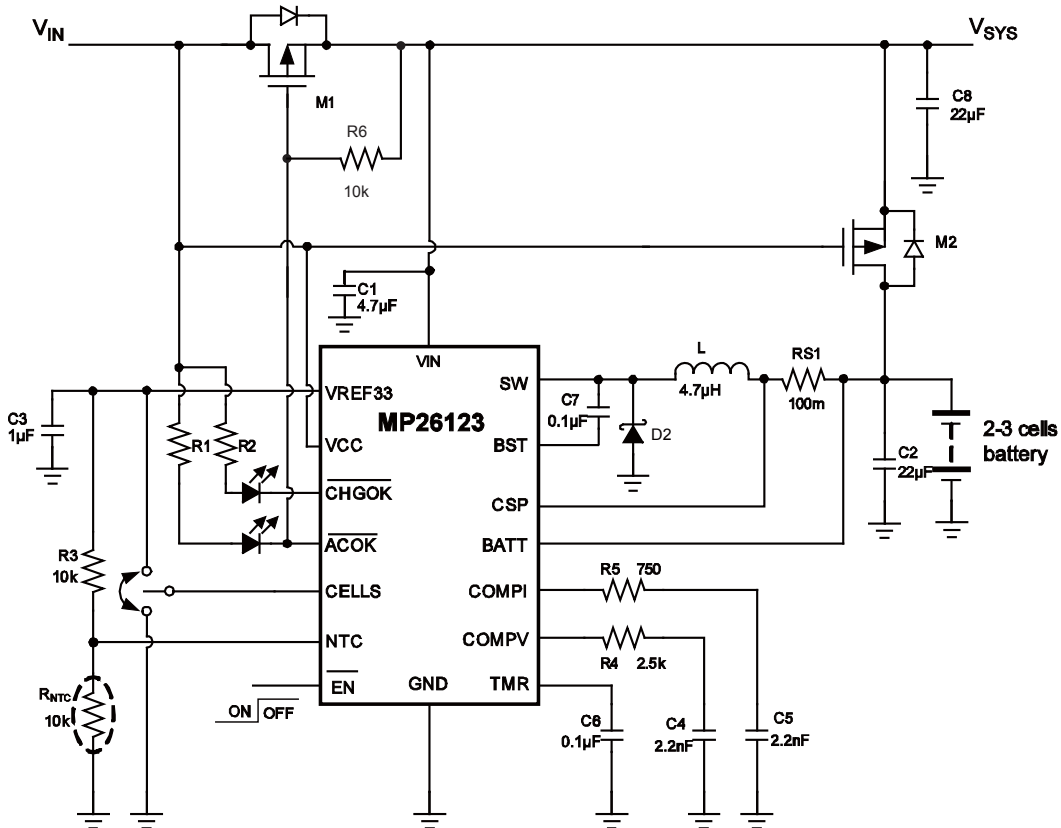 VIN
VSYS
M1
C8
22µF
R6
10k
M2
C1
4.7µF
VIN
L
4.7µH
RS1
100m
C3
1µF
VREF33
SW
MP26123
C7
0.1µF
D2
2-3 cells
battery
R1
R2
VCC
BST
C2
22µF
CHGOK
CSP
ACOK
BATT
R3
10k
CELLS
COMPI
R5 750
NTC
COMPV
R4 2.5k
EN
GND
TMR
RNTC
10k
ON OFF
C6
0.1µF
C4
2.2nF
C5
2.2nF